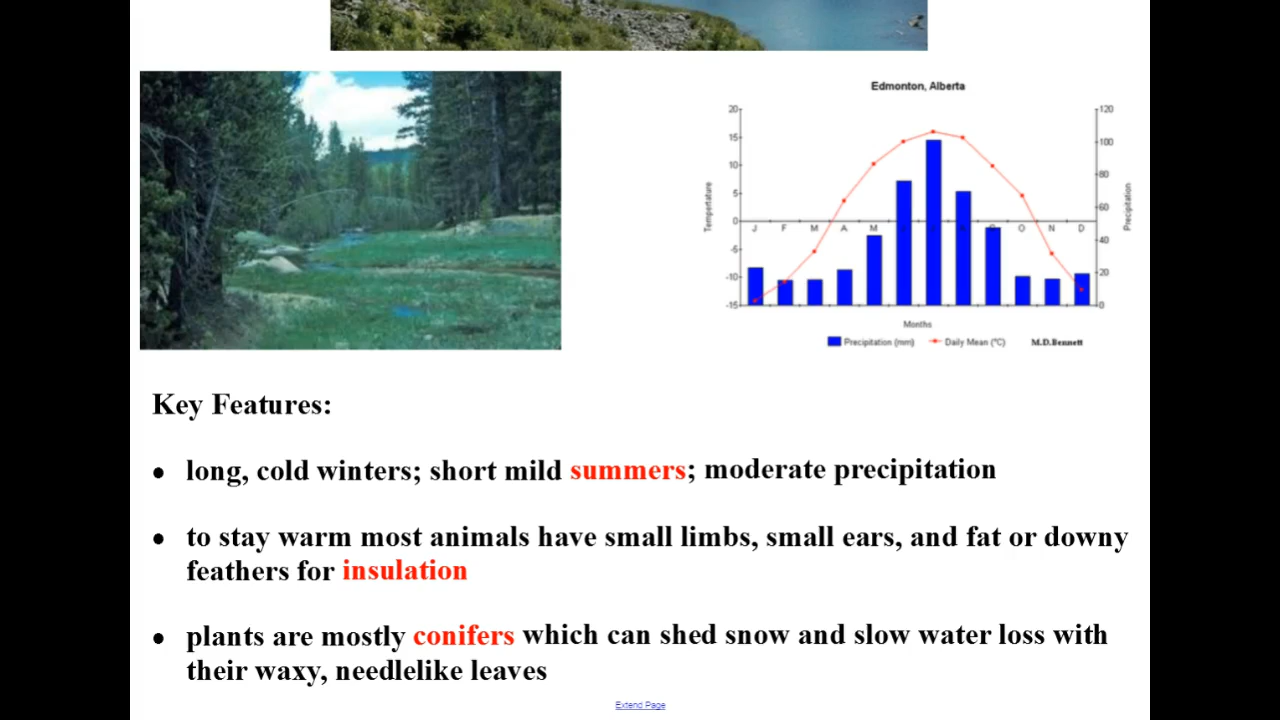 Edmonton, Alberta
20
15
10
5
0
-5
-10
-15
120
100
80
60
40
20
0
Tempertature
Precipitation
J F M A M O N D
Months
Precipitation (mm) Daily Mean (°C) M.D.Bennett
Key Features:
• long, cold winters; short mild summers; moderate precipitation
• to stay warm most animals have small limbs, small ears, and fat or downy
feathers for insulation
• plants are mostly conifers which can shed snow and slow water loss with
their waxy, needlelike leaves
Extend Page